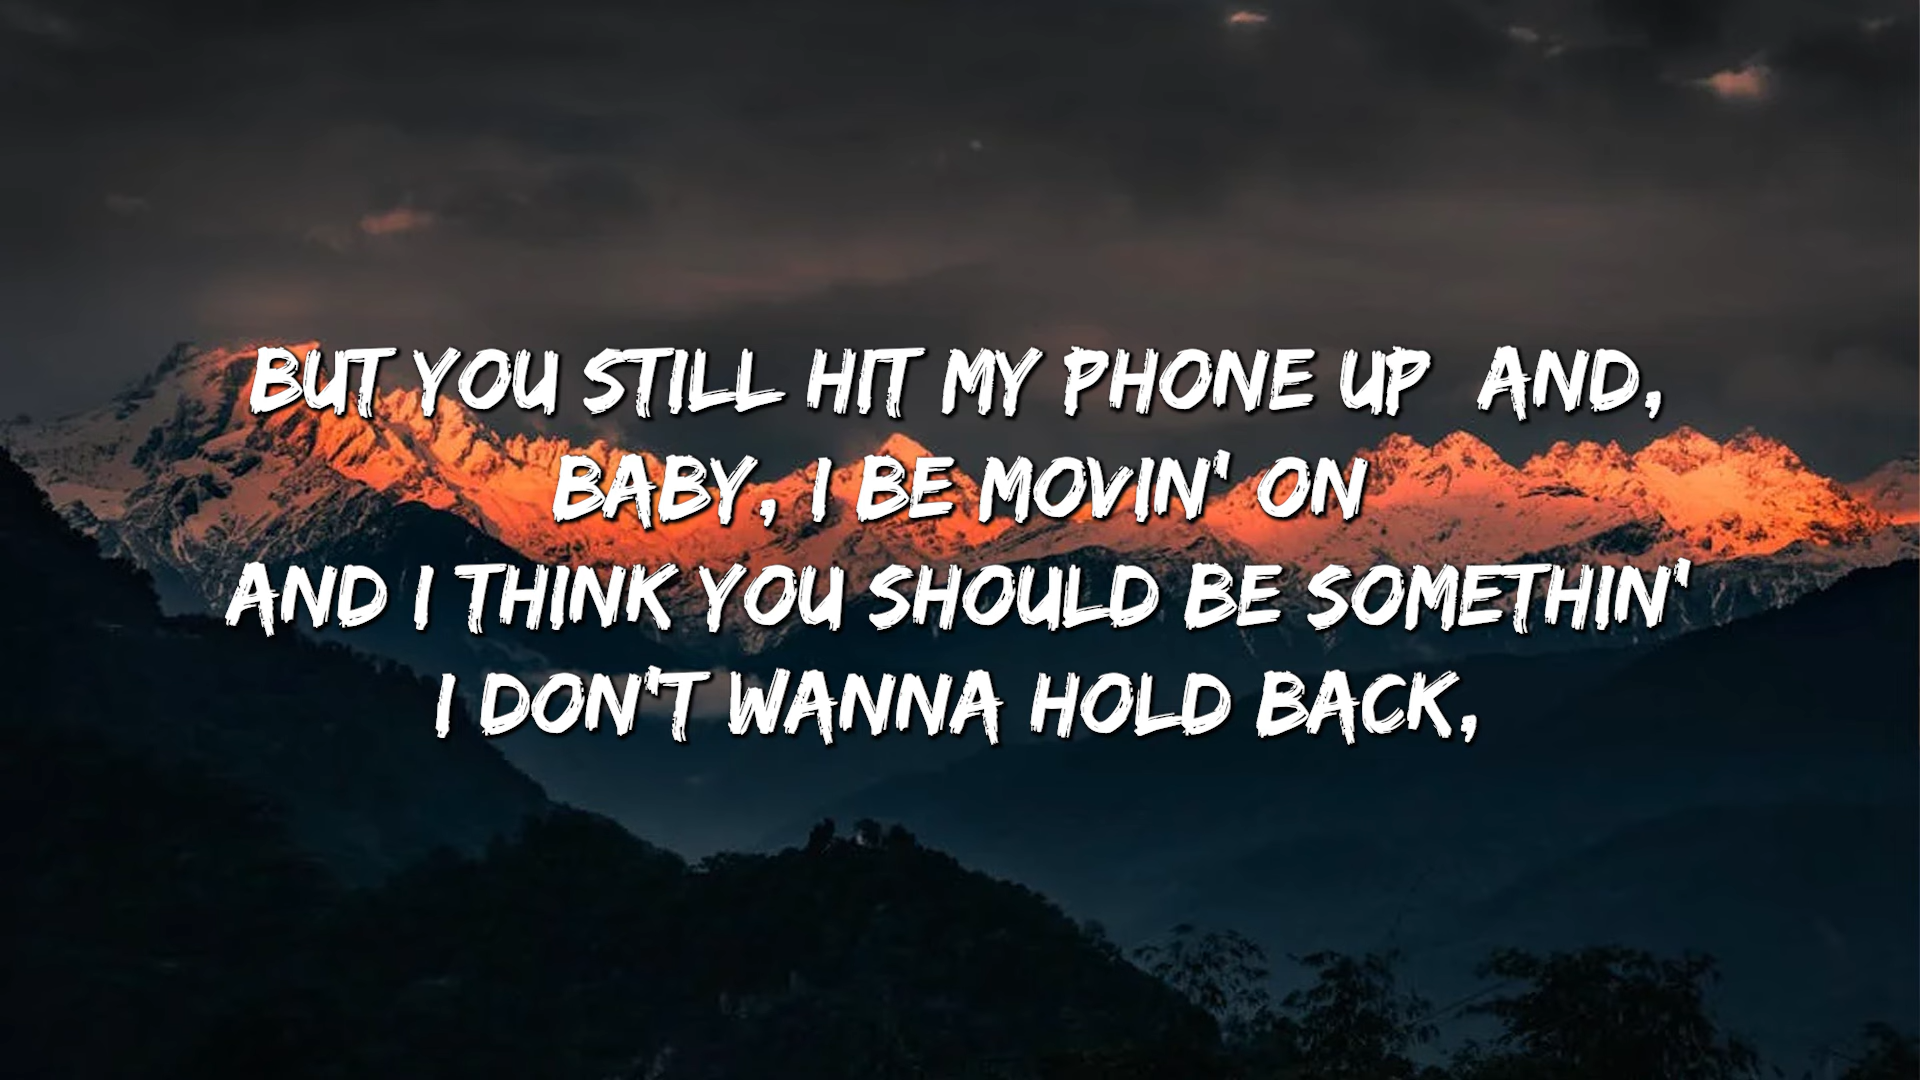 BUT YOU STILL HIT MY PHONE UP  AND,
BABY, I BE MOVIN' ON
AND I THINK YOU SHOULD BE SOMETHIN'
I DON'T WANNA HOLD BACK,